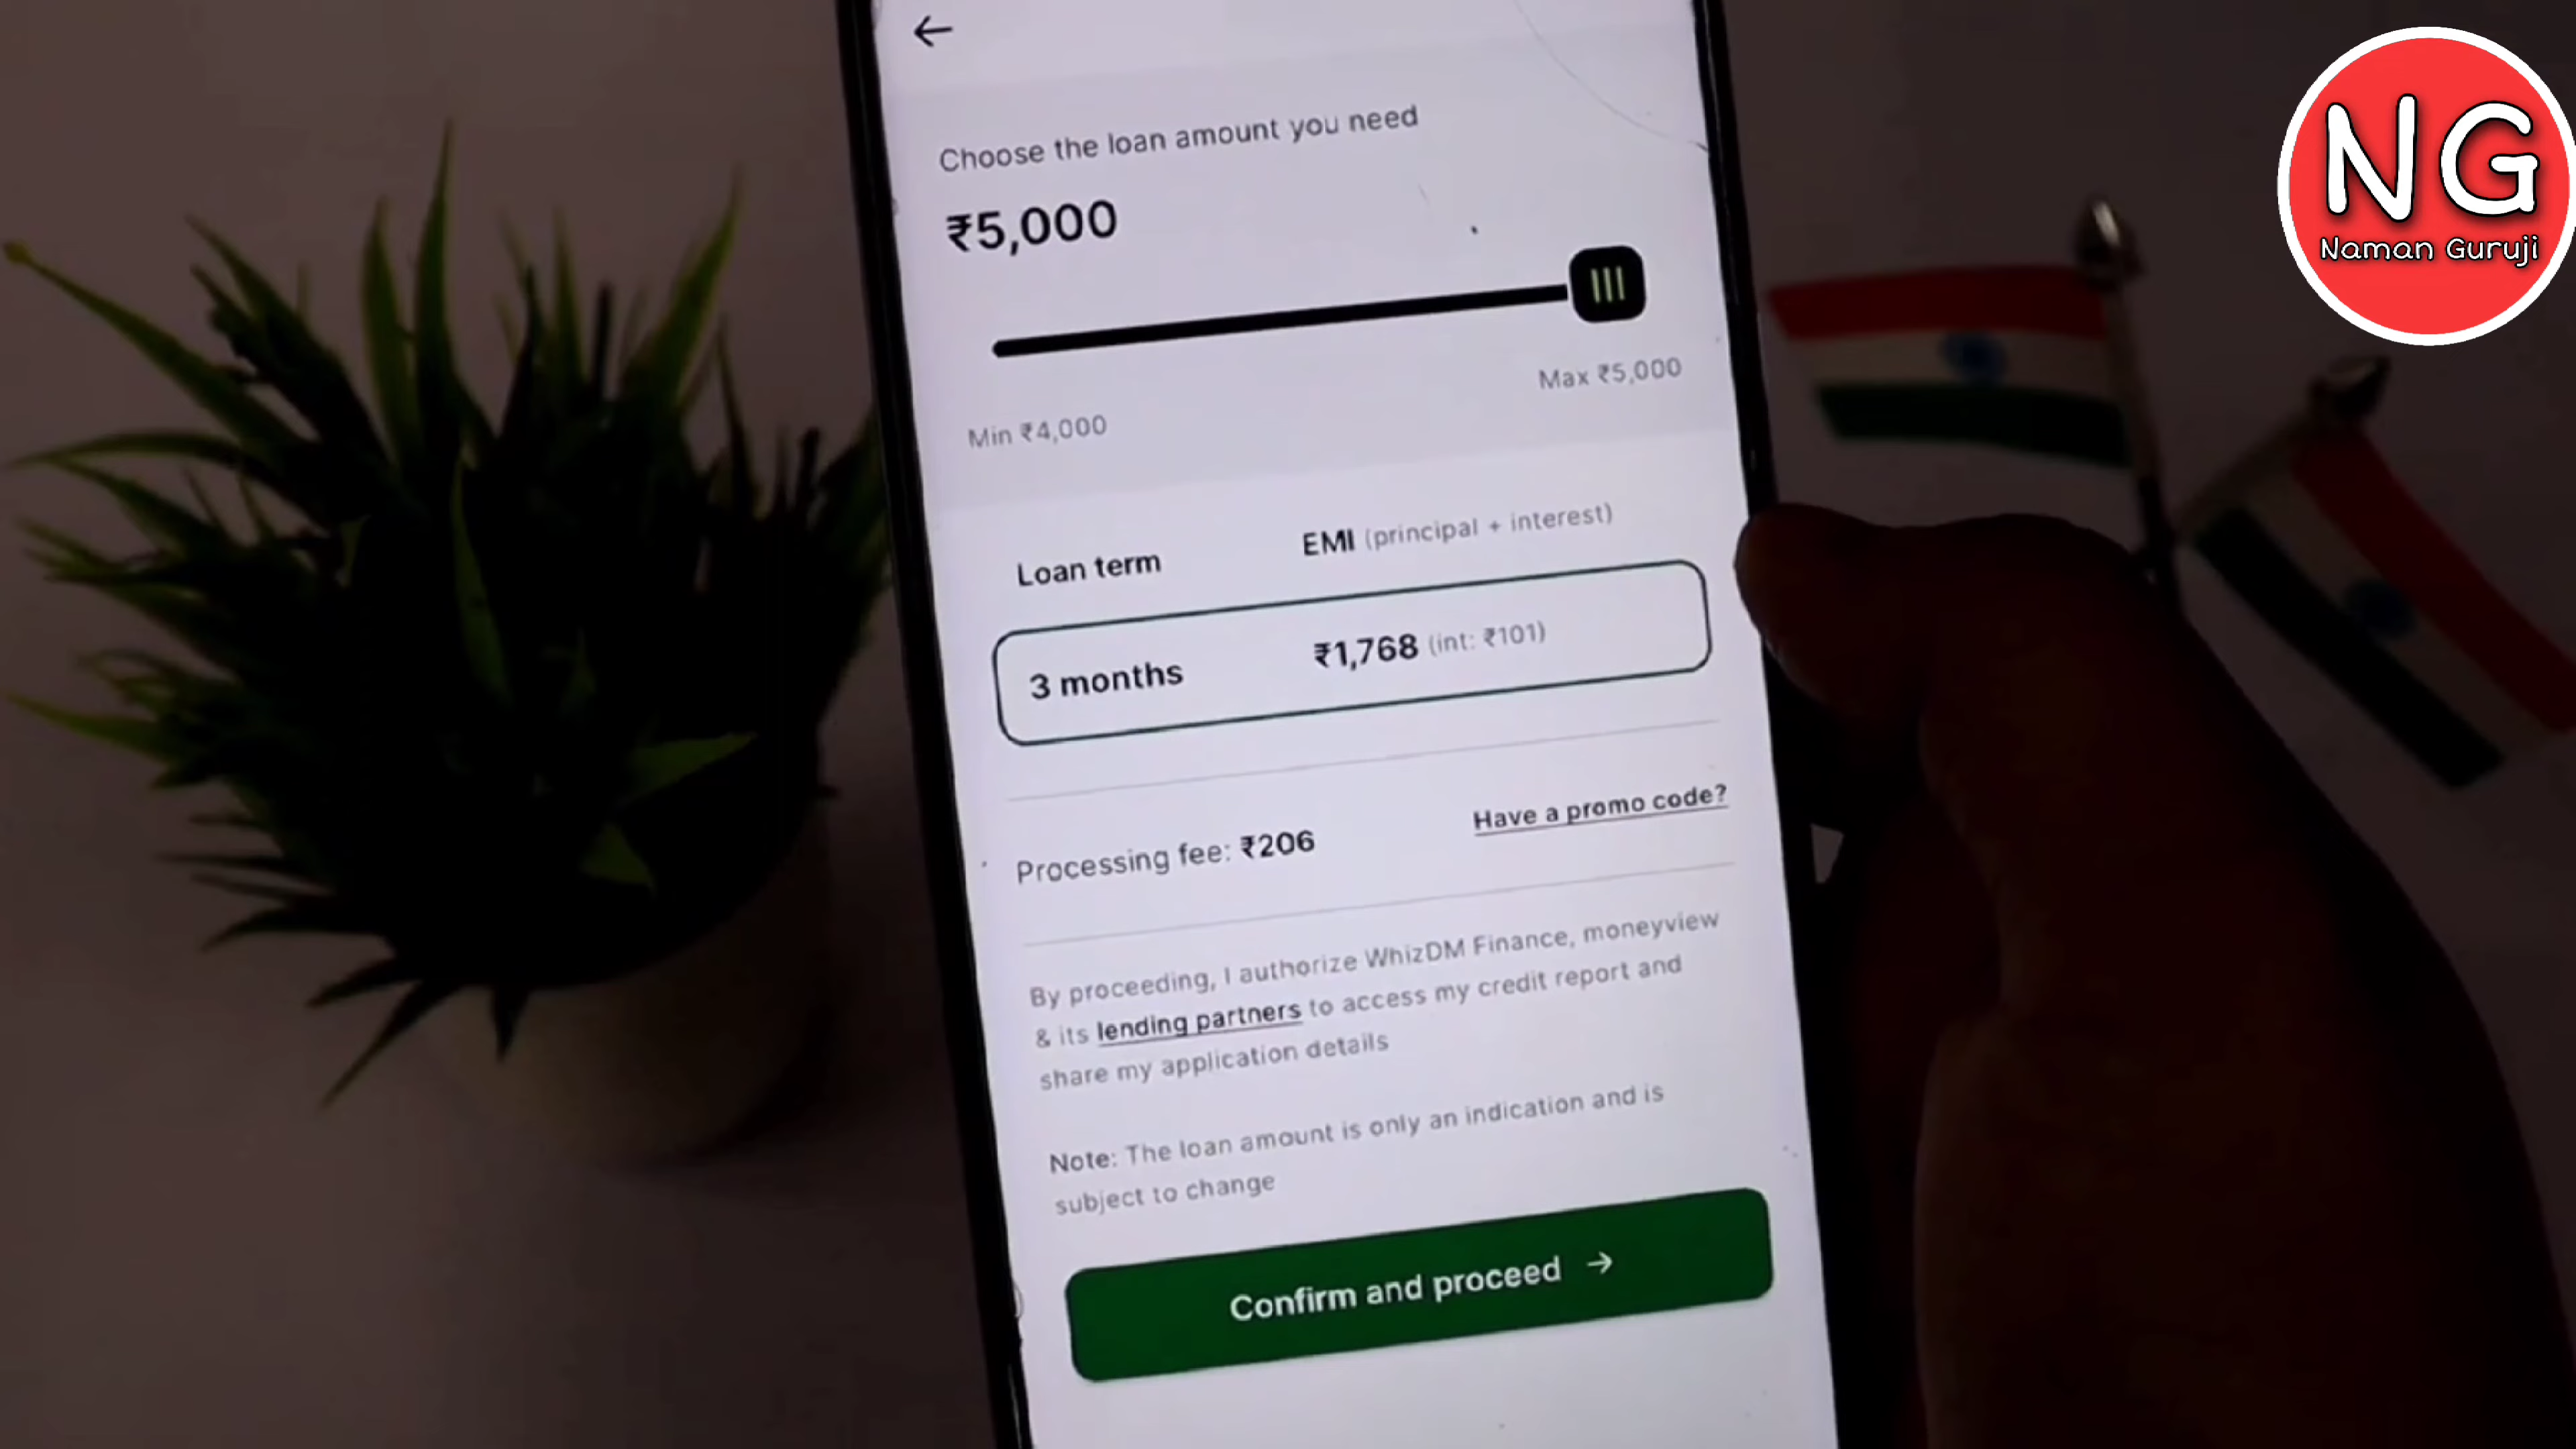 Choose the loan amount you need
₹5,000
Min ₹4,000
Max ₹5,000
Loan term
EMI (principal + interest)
3 months
₹1,768 (int: ₹101)
Processing fee: ₹206
Have a promo code?
By proceeding, I authorize WhizDM Finance, moneyview
& its lending partners to access my credit report and
share my application details
Note: The loan amount is only an indication and is
subject to change
Confirm and proceed →
NG
Naman Guruji